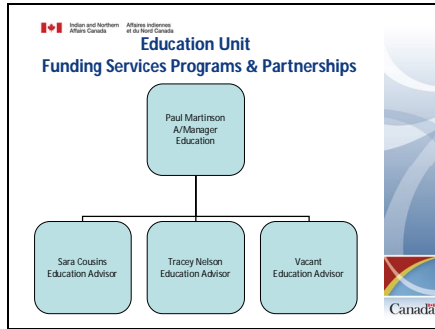 Indian and Northern Affaires indiennes
Affairs Canada et du Nord Canada
Education Unit
Funding Services Programs & Partnerships
Paul Martinson
A/Manager
Education
Sara Cousins
Education Advisor
Tracey Nelson
Education Advisor
Vacant
Education Advisor
Canada